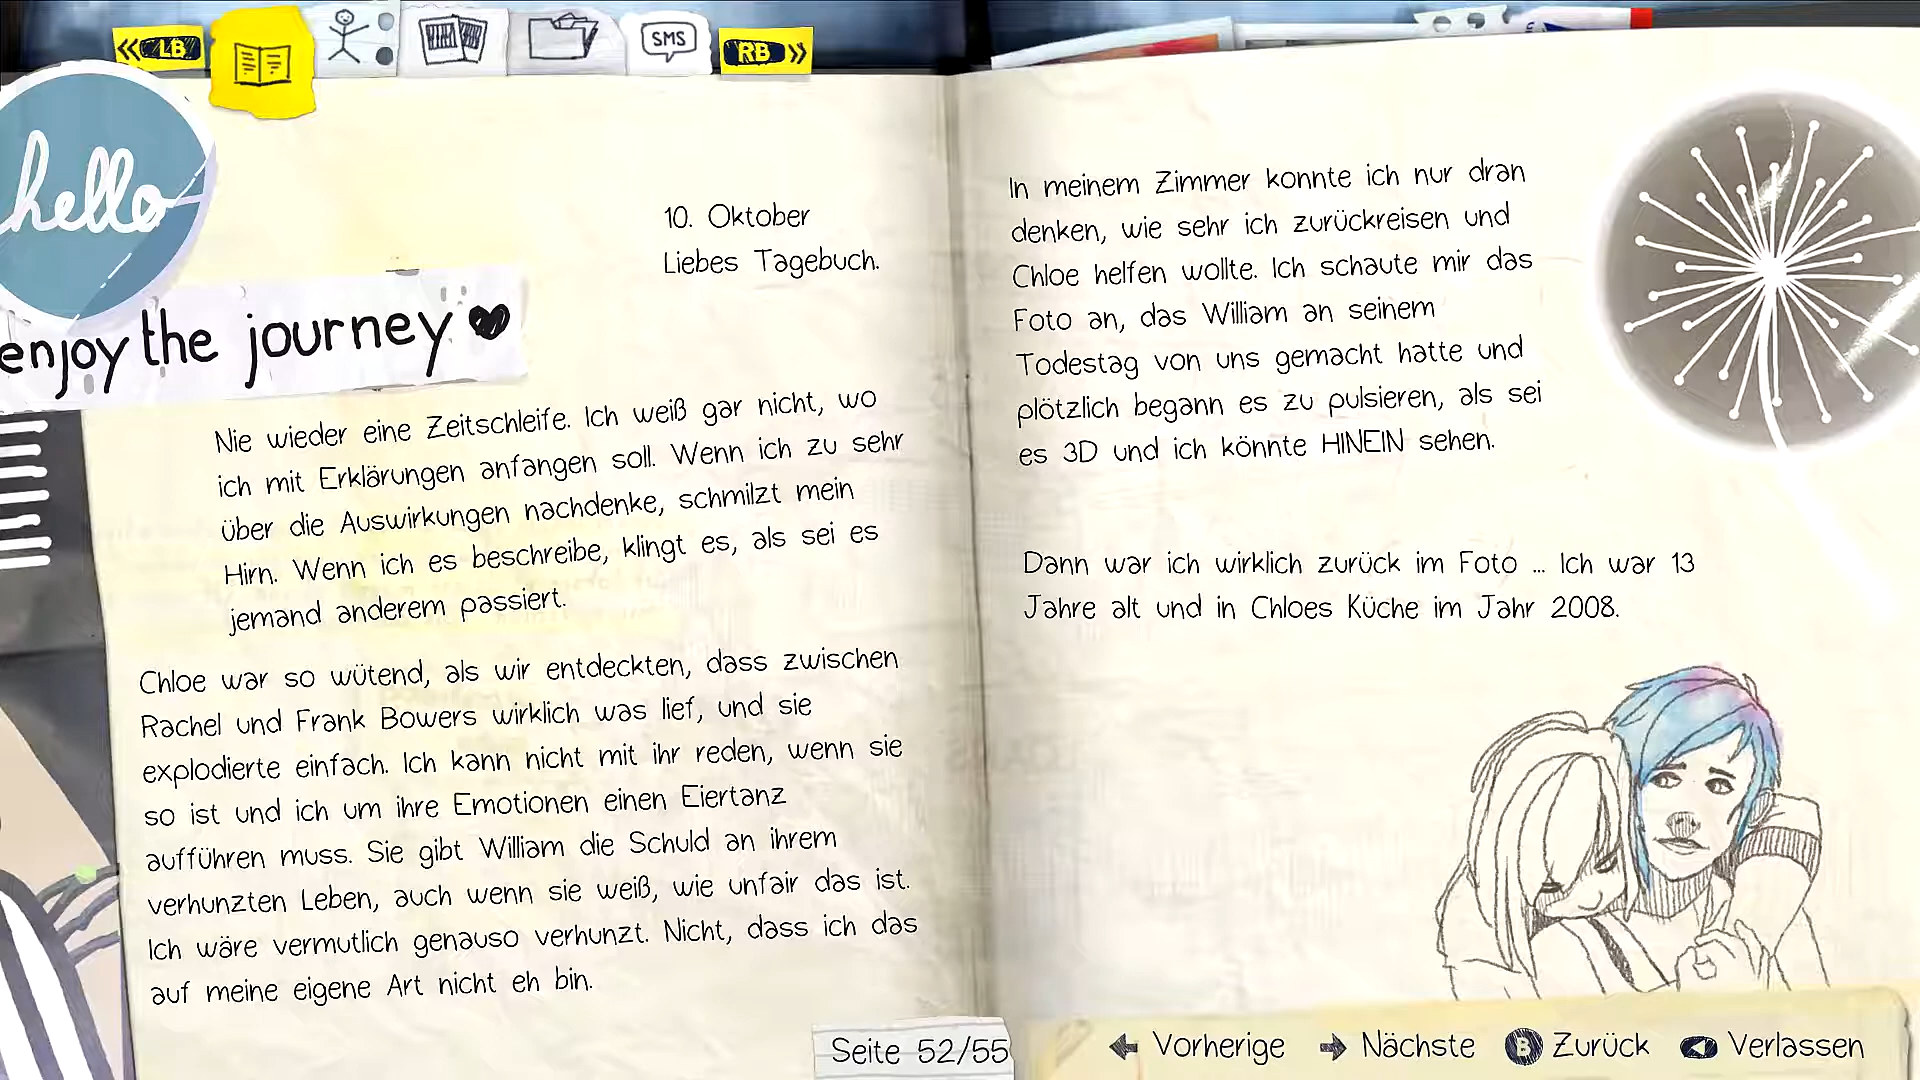 LB
SMS
RB
hello
enjoy the journey
10. Oktober
Liebes Tagebuch.
Nie wieder eine Zeitschleife. Ich weiß gar nicht, wo
ich mit Erklärungen anfangen soll. Wenn ich zu sehr
über die Auswirkungen nachdenke, schmilzt mein
Hirn. Wenn ich es beschreibe, klingt es, als sei es
jemand anderem passiert.
Chloe war so wütend, als wir entdeckten, dass zwischen
Rachel und Frank Bowers wirklich was lief, und sie
explodierte einfach. Ich kann nicht mit ihr reden, wenn sie
so ist und ich um ihre Emotionen einen Eiertanz
aufführen muss. Sie gibt William die Schuld an ihrem
verhunzten Leben, auch wenn sie weiß, wie unfair das ist.
Ich wäre vermutlich genauso verhunzt. Nicht, dass ich das
auf meine eigene Art nicht eh bin.
In meinem Zimmer konnte ich nur dran
denken, wie sehr ich zurückreisen und
Chloe helfen wollte. Ich schaute mir das
Foto an, das William an seinem
Todestag von uns gemacht hatte und
plötzlich begann es zu pulsieren, als sei
es 3D und ich könnte HINEIN sehen.
Dann war ich wirklich zurück im Foto ... Ich war 13
Jahre alt und in Chloes Küche im Jahr 2008.
Seite 52/55
Vorherige
Nächste
B Zurück
Verlassen